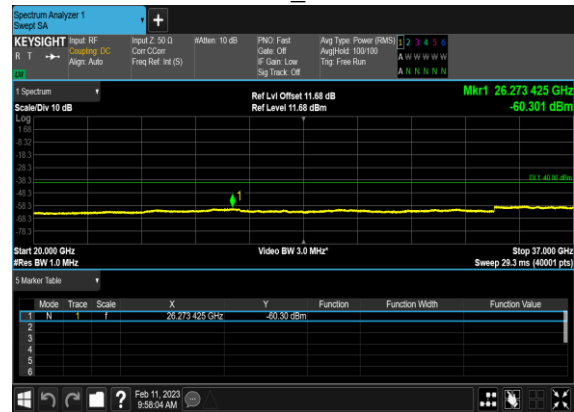 Spectrum Analyzer 1
Swept SA
KEYSIGHT Input: RF Input Z: 50 Ω #Atten: 10 dB PNO: Fast Avg Type: Power (RMS) 1 2 3 4 5 6
R T Coupling: DC Corr CCorr Gate: Off Avg|Hold: 100/100 A W W W W W
Align: Auto Freq Ref: Int (S) IF Gain: Low Trig: Free Run
Sig Track: Off A N N N N N
1 Spectrum Ref Lvl Offset 11.68 dB Mkr1 26.273 425 GHz
Scale/Div 10 dB Ref Level 11.68 dBm -60.301 dBm
Log
1.68
-8.32
-18.3
-28.3
-38.3 DL1 -40.00 dBm
-48.3 1
-58.3
-68.3
-78.3
Start 20.000 GHz Video BW 3.0 MHz* Stop 37.000 GHz
#Res BW 1.0 MHz Sweep 29.3 ms (40001 pts)
5 Marker Table
Mode Trace Scale X Y Function Function Width Function Value
1 N 1 f 26.273 425 GHz -60.30 dBm
2
3
4
5
6
? Feb 11, 2023
9:58:04 AM